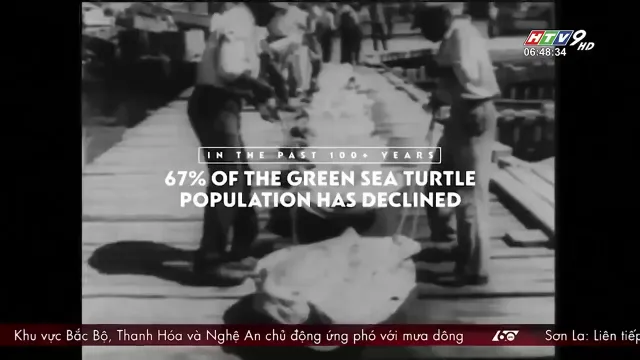 HTV9 HD
06:48:34
IN THE PAST 100+ YEARS
67% OF THE GREEN SEA TURTLE
POPULATION HAS DECLINED
Khu vực Bắc Bộ, Thanh Hóa và Nghệ An chủ động ứng phó với mưa dông
60 Sơn La: Liên tiếp